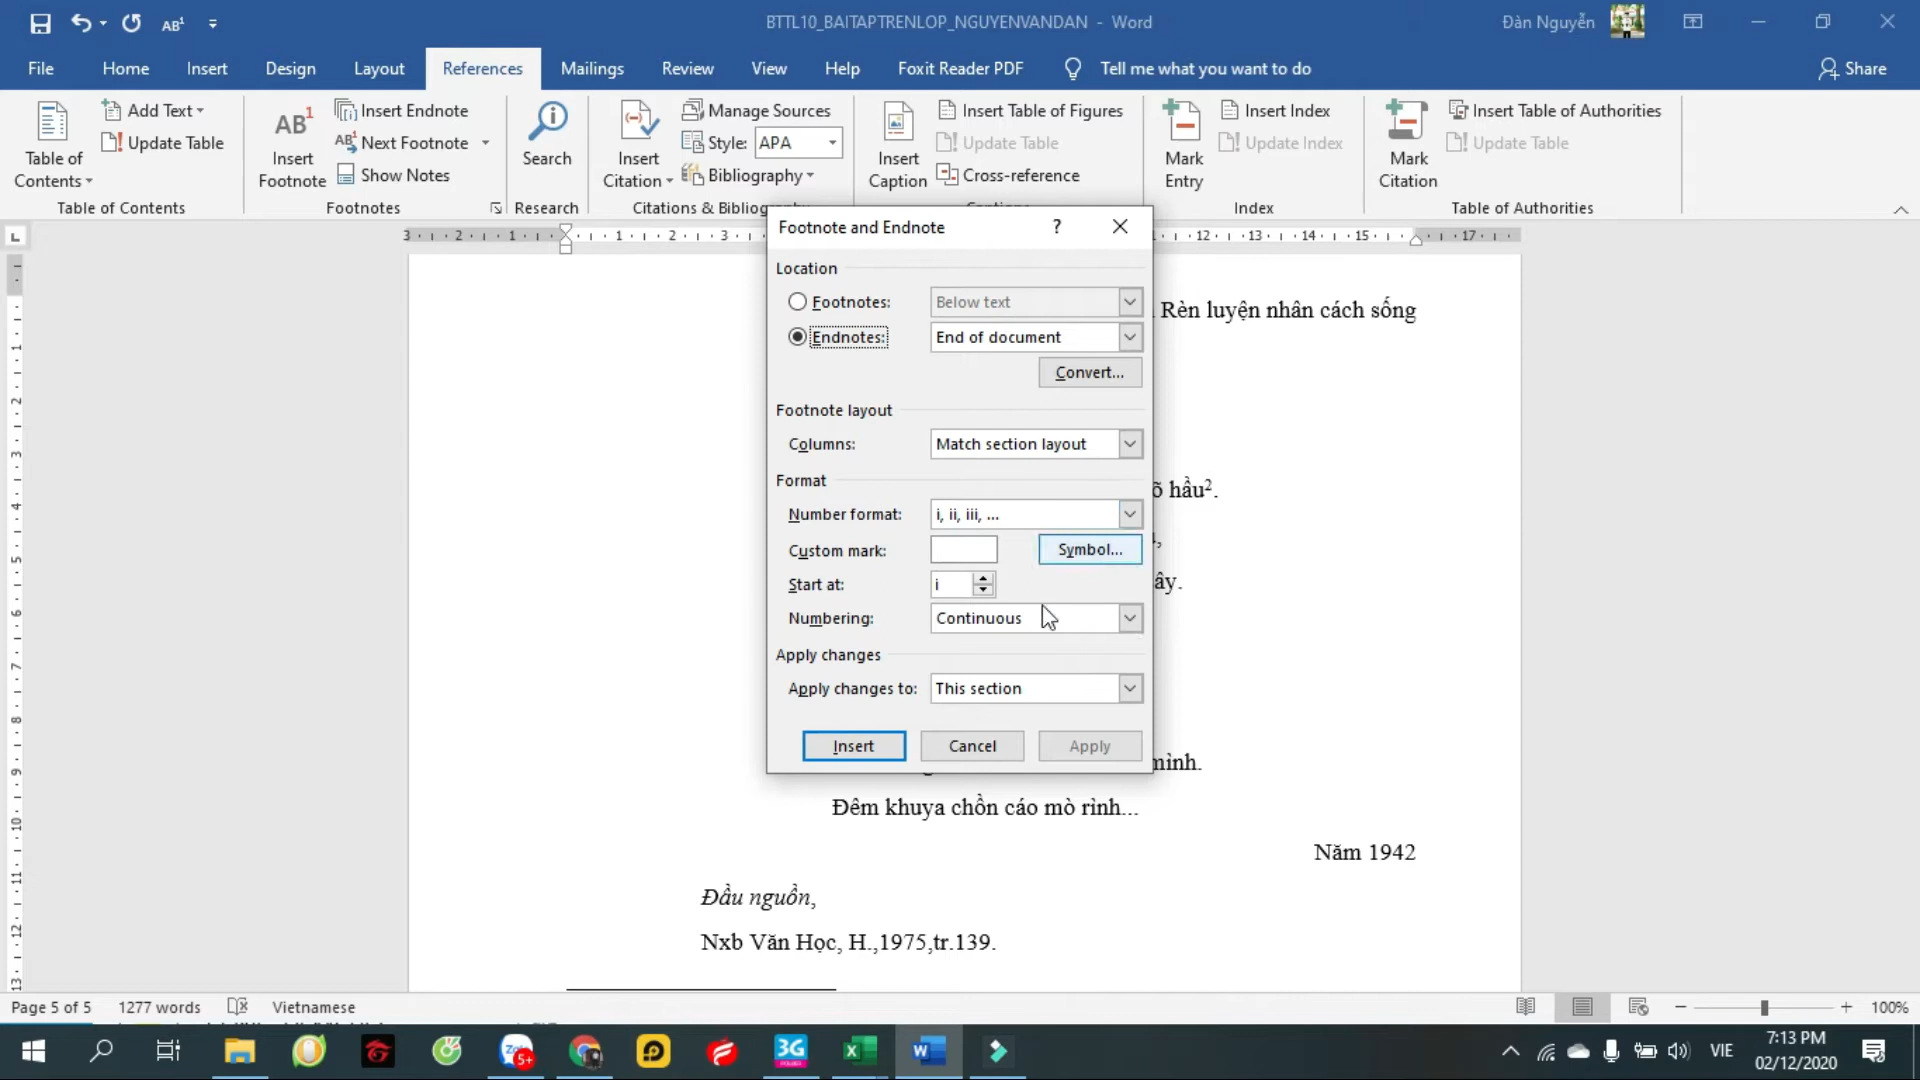 BTTL10_BAITAPTRENLOP_NGUYENVANDAN - Word
Đàn Nguyễn
File Home Insert Design Layout References Mailings Review View Help Foxit Reader PDF Tell me what you want to do Share
Table of Contents
Add Text
Update Table
Table of Contents
AB1
Insert Footnote
Insert Endnote
Next Footnote
Show Notes
Footnotes
Search
Research
Insert Citation
Manage Sources
Style: APA
Bibliography
Citations &
Insert Caption
Insert Table of Figures
Update Table
Cross-reference
Mark Entry
Insert Index
Update Index
Index
Mark Citation
Insert Table of Authorities
Update Table
Table of Authorities
Footnote and Endnote ?
Location
Footnotes: Below text
Endnotes: End of document
Convert...
Footnote layout
Columns: Match section layout
Format
Number format: i, ii, iii, ...
Custom mark: Symbol...
Start at: i
Numbering: Continuous
Apply changes
Apply changes to: This section
Insert Cancel Apply
Rèn luyện nhân cách sống
õ hầu2.
ây.
mình.
Đêm khuya chồn cáo mò rình...
Năm 1942
Đầu nguồn,
Nxb Văn Học, H.,1975,tr.139.
Page 5 of 5 1277 words Vietnamese 100%
5+
3G
VIE
7:13 PM
02/12/2020